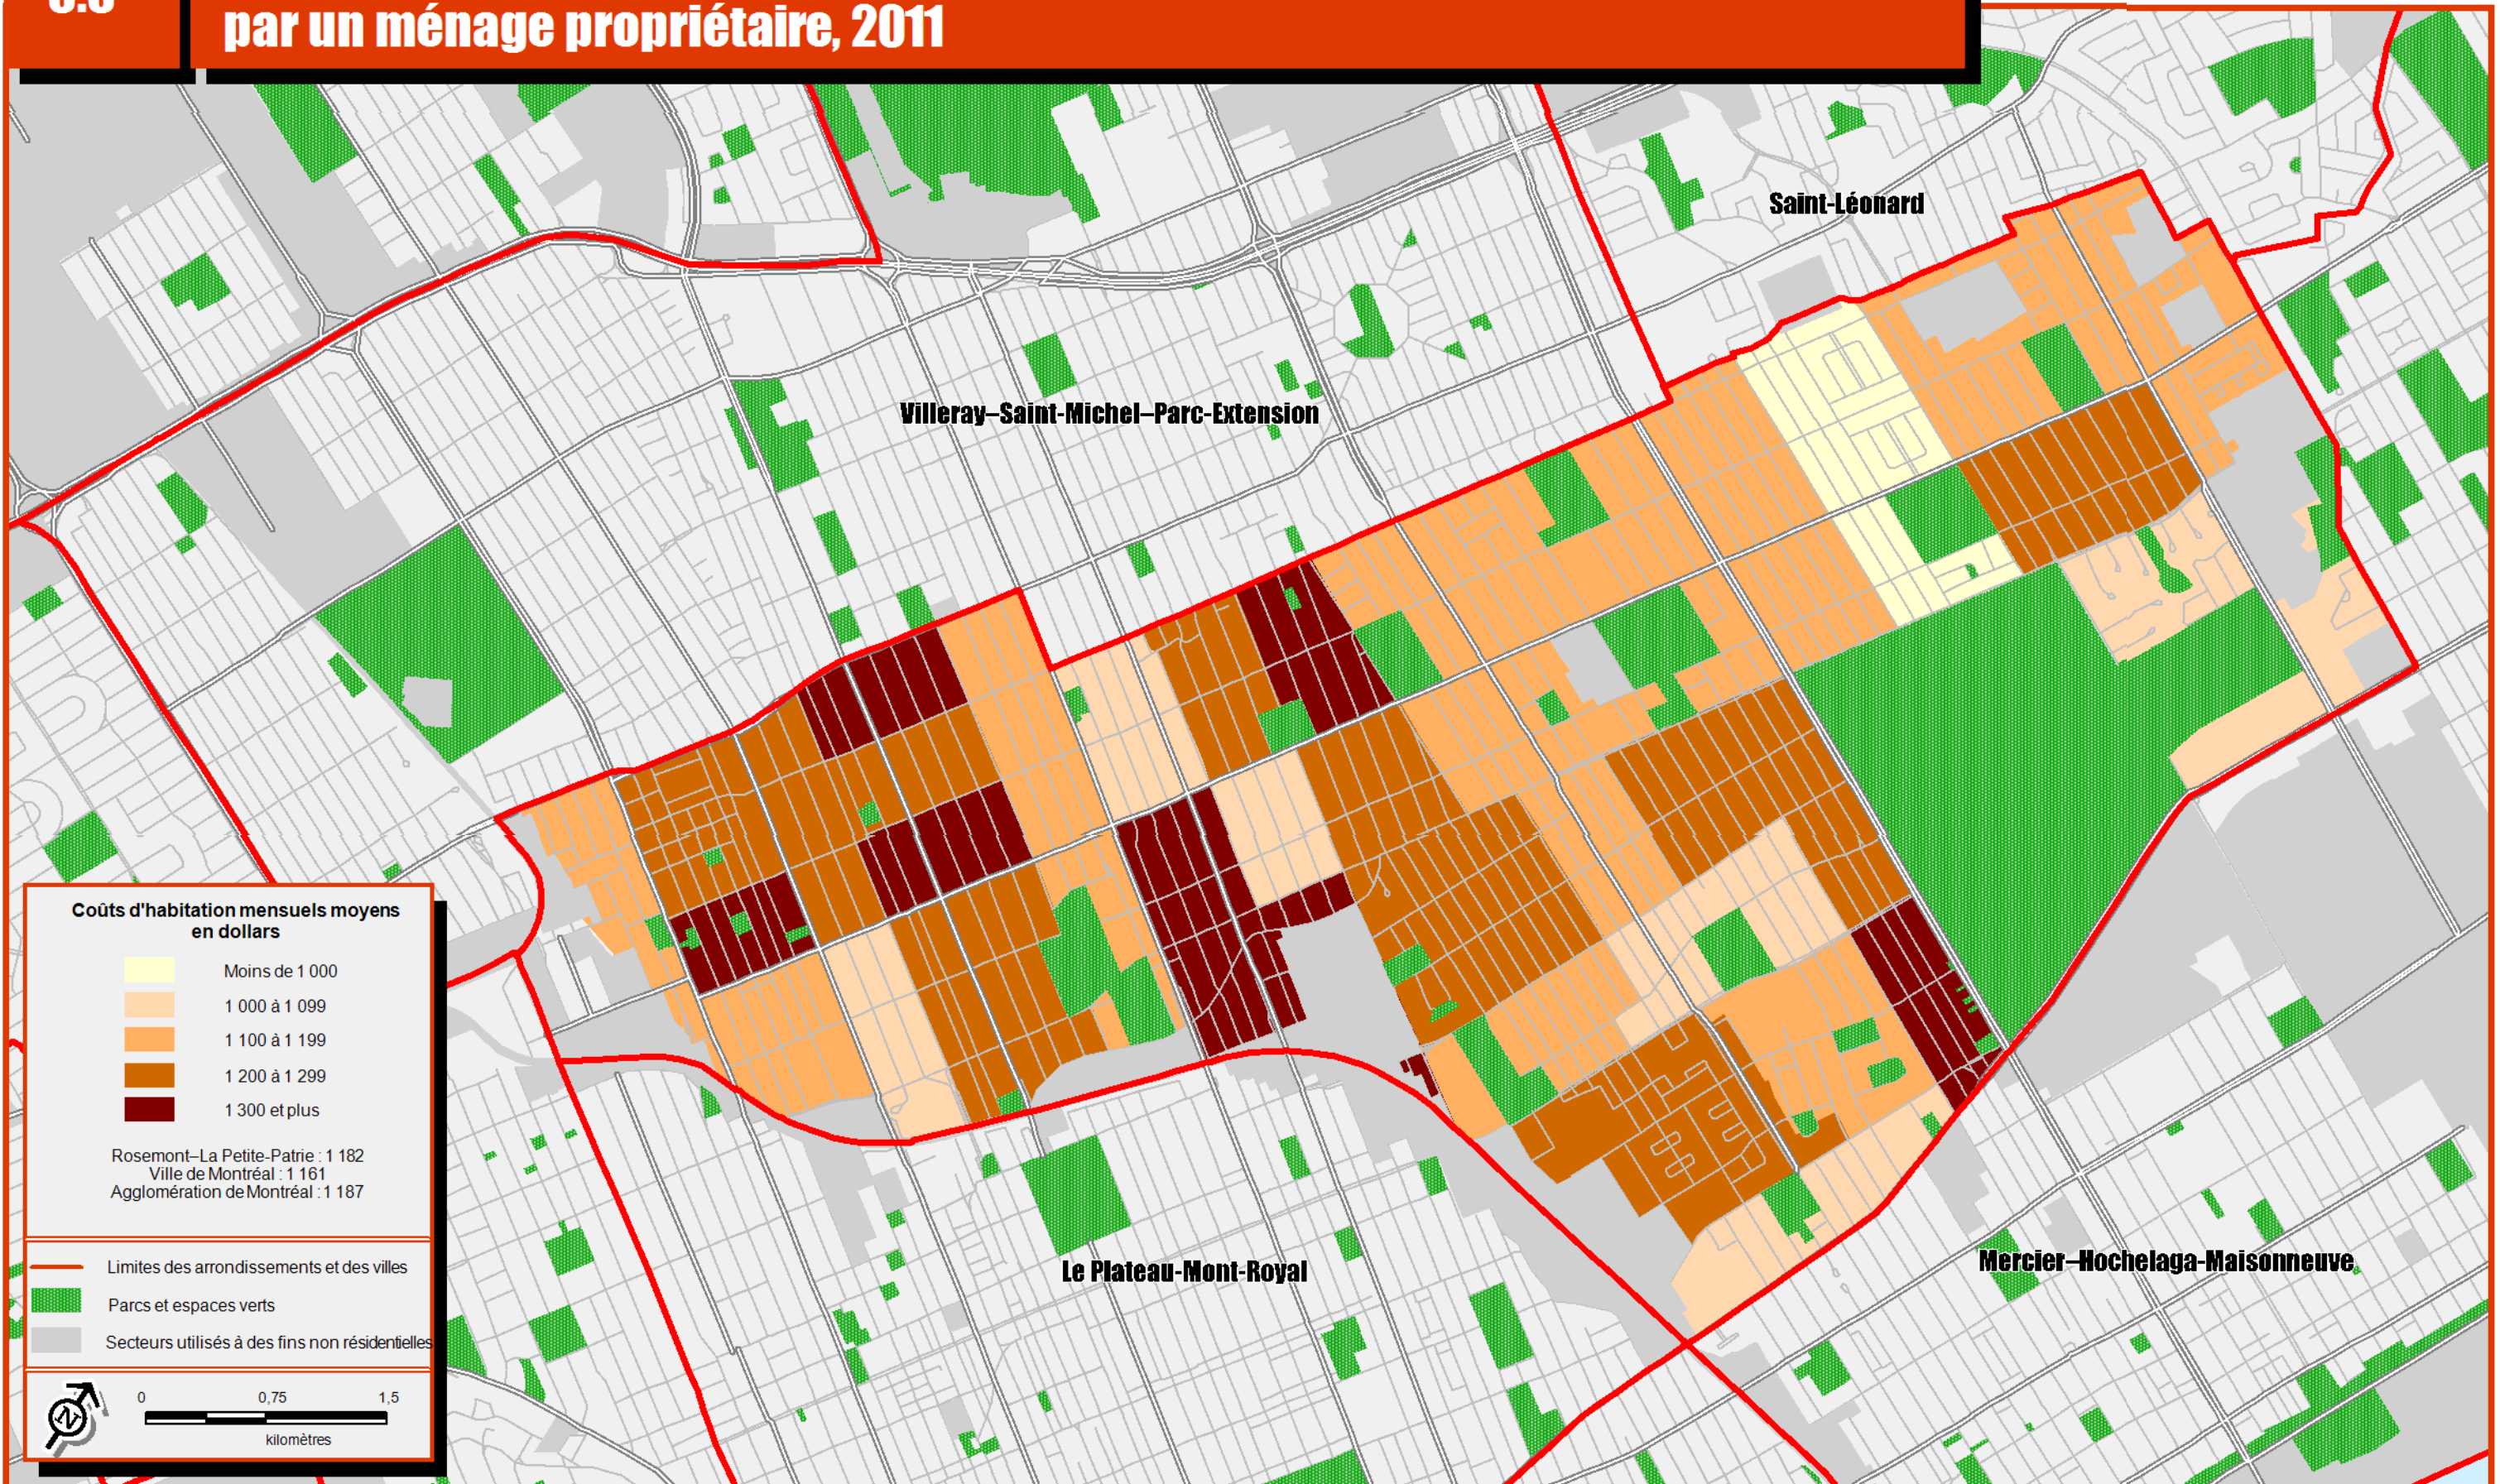 par un ménage propriétaire, 2011
Saint-Léonard
Villeray–Saint-Michel–Parc-Extension
Coûts d'habitation mensuels moyens
en dollars
Moins de 1 000
1 000 à 1 099
1 100 à 1 199
1 200 à 1 299
1 300 et plus
Rosemont–La Petite-Patrie : 1 182
Ville de Montréal : 1 161
Agglomération de Montréal : 1 187
Limites des arrondissements et des villes
Parcs et espaces verts
Secteurs utilisés à des fins non résidentielles
0 0,75 1,5
kilomètres
N
Le Plateau-Mont-Royal
Mercier–Hochelaga-Maisonneuve